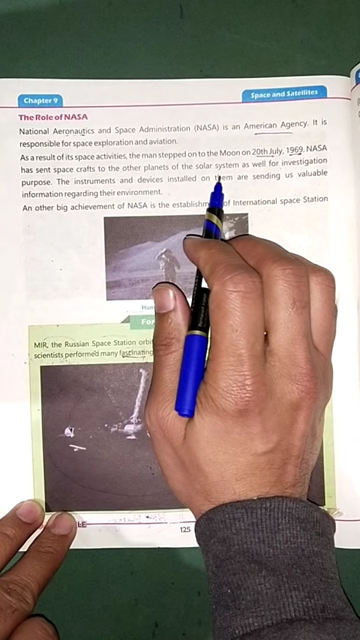 Chapter 9
Space and Satellites
The Role of NASA
National Aeronautics and Space Administration (NASA) is an American Agency. It is
responsible for space exploration and aviation.
As a result of its space activities, the man stepped on to the Moon on 20th July, 1969. NASA
has sent space crafts to the other planets of the solar system as well for investigation
purpose. The instruments and devices installed on them are sending us valuable
information regarding their environment.
An other big achievement of NASA is the of International space Station
MIR, the Russian Space Station
scientists performed many fascinating
125